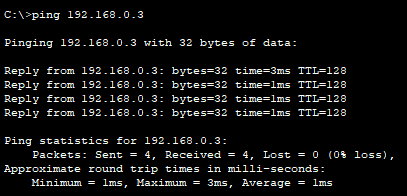 C:\>ping 192.168.0.3
Pinging 192.168.0.3 with 32 bytes of data:
Reply from 192.168.0.3: bytes=32 time=3ms TTL=128
Reply from 192.168.0.3: bytes=32 time=1ms TTL=128
Reply from 192.168.0.3: bytes=32 time=1ms TTL=128
Reply from 192.168.0.3: bytes=32 time=1ms TTL=128
Ping statistics for 192.168.0.3:
Packets: Sent = 4, Received = 4, Lost = 0 (0% loss),
Approximate round trip times in milli-seconds:
Minimum = 1ms, Maximum = 3ms, Average = 1ms